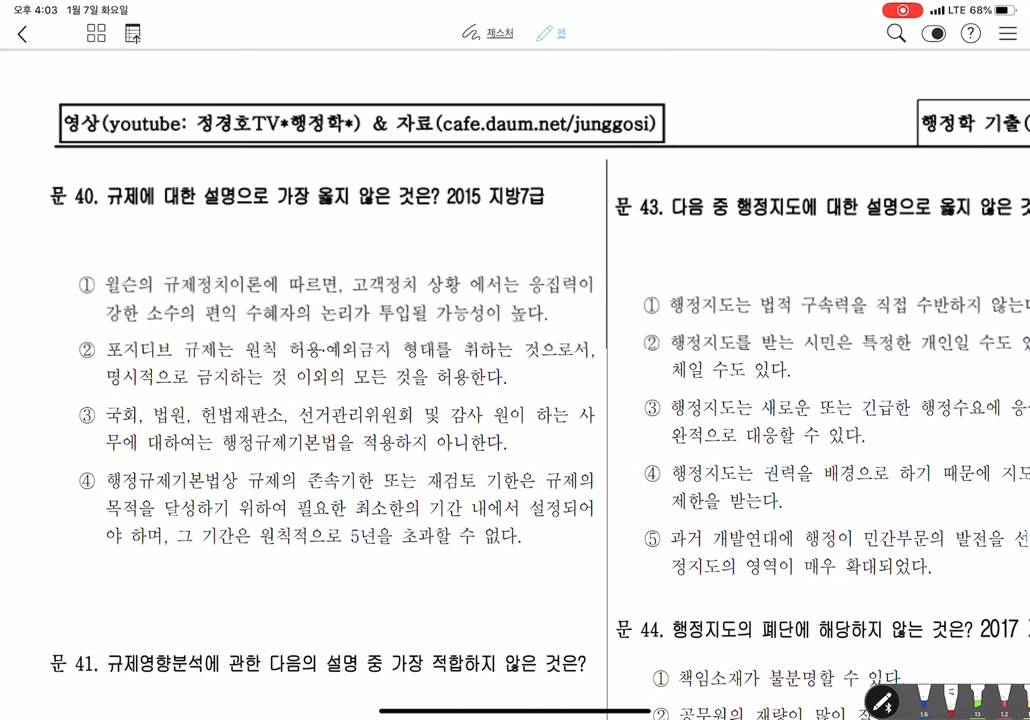 오후 4:03 1월 7일 화요일
LTE 68%
제스처
펜
영상(youtube: 정경호TV*행정학*) & 자료(cafe.daum.net/junggosi)
행정학 기출(
문 40. 규제에 대한 설명으로 가장 옳지 않은 것은? 2015 지방7급
① 윌슨의 규제정치이론에 따르면, 고객정치 상황 에서는 응집력이
강한 소수의 편익 수혜자의 논리가 투입될 가능성이 높다.
② 포지디브 규제는 원칙 허용·예외금지 형태를 취하는 것으로서,
명시적으로 금지하는 것 이외의 모든 것을 허용한다.
③ 국회, 법원, 헌법재판소, 선거관리위원회 및 감사 원이 하는 사
무에 대하여는 행정규제기본법을 적용하지 아니한다.
④ 행정규제기본법상 규제의 존속기한 또는 재검토 기한은 규제의
목적을 달성하기 위하여 필요한 최소한의 기간 내에서 설정되어
야 하며, 그 기간은 원칙적으로 5년을 초과할 수 없다.
문 41. 규제영향분석에 관한 다음의 설명 중 가장 적합하지 않은 것은?
문 43. 다음 중 행정지도에 대한 설명으로 옳지 않은
① 행정지도는 법적 구속력을 직접 수반하지 않는
② 행정지도를 받는 시민은 특정한 개인일 수도
체일 수도 있다.
③ 행정지도는 새로운 또는 긴급한 행정수요에
완적으로 대응할 수 있다.
④ 행정지도는 권력을 배경으로 하기 때문에 지도
제한을 받는다.
⑤ 과거 개발연대에 행정이 민간부문의 발전을 선
정지도의 영역이 매우 확대되었다.
문 44. 행정지도의 폐단에 해당하지 않는 것은? 2017
① 책임소재가 불분명할 수 있다.
② 공무원의 재량이 많이
1.6
1.3
1.2